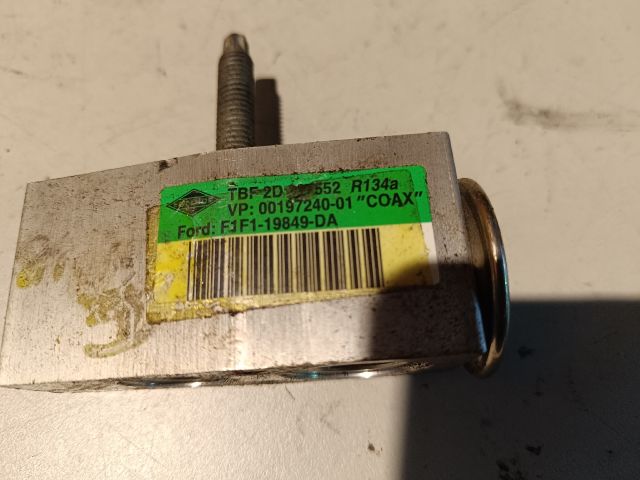 TBF 2D R134a
VP: 00197240-01 "COAX"
Ford: F1F1-19849-DA